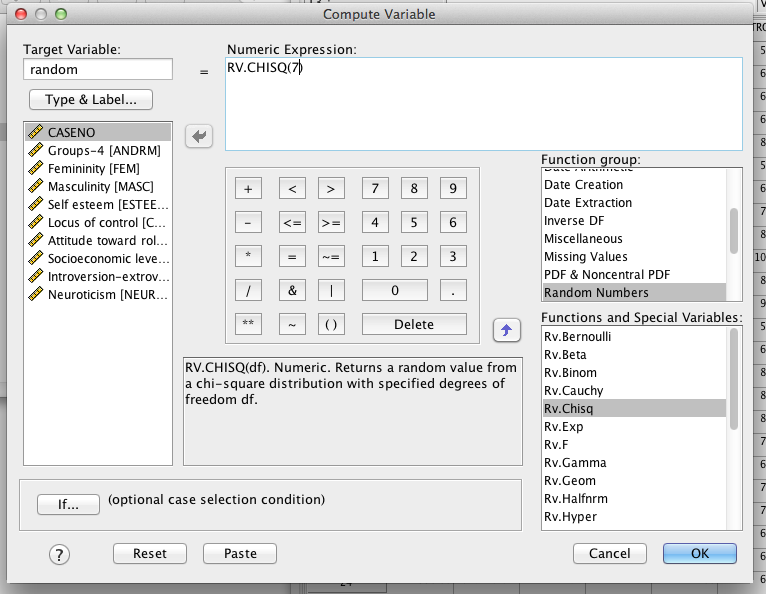 Compute Variable
Target Variable:
random
=
Numeric Expression:
RV.CHISQ(7)
Type & Label...
CASENO
Groups-4 [ANDRM]
Femininity [FEM]
Masculinity [MASC]
Self esteem [ESTEE...
Locus of control [C...
Attitude toward rol...
Socioeconomic leve...
Introversion-extrov...
Neuroticism [NEUR...
+ < > 7 8 9
- <= >= 4 5 6
* = ~= 1 2 3
/ & | 0 .
** ~ ( ) Delete
Function group:
Date Arithmetic
Date Creation
Date Extraction
Inverse DF
Miscellaneous
Missing Values
PDF & Noncentral PDF
Random Numbers
Functions and Special Variables:
Rv.Bernoulli
Rv.Beta
Rv.Binom
Rv.Cauchy
Rv.Chisq
Rv.Exp
Rv.F
Rv.Gamma
Rv.Geom
Rv.Halfnrm
Rv.Hyper
RV.CHISQ(df). Numeric. Returns a random value from
a chi-square distribution with specified degrees of
freedom df.
If...
(optional case selection condition)
?
Reset
Paste
Cancel
OK